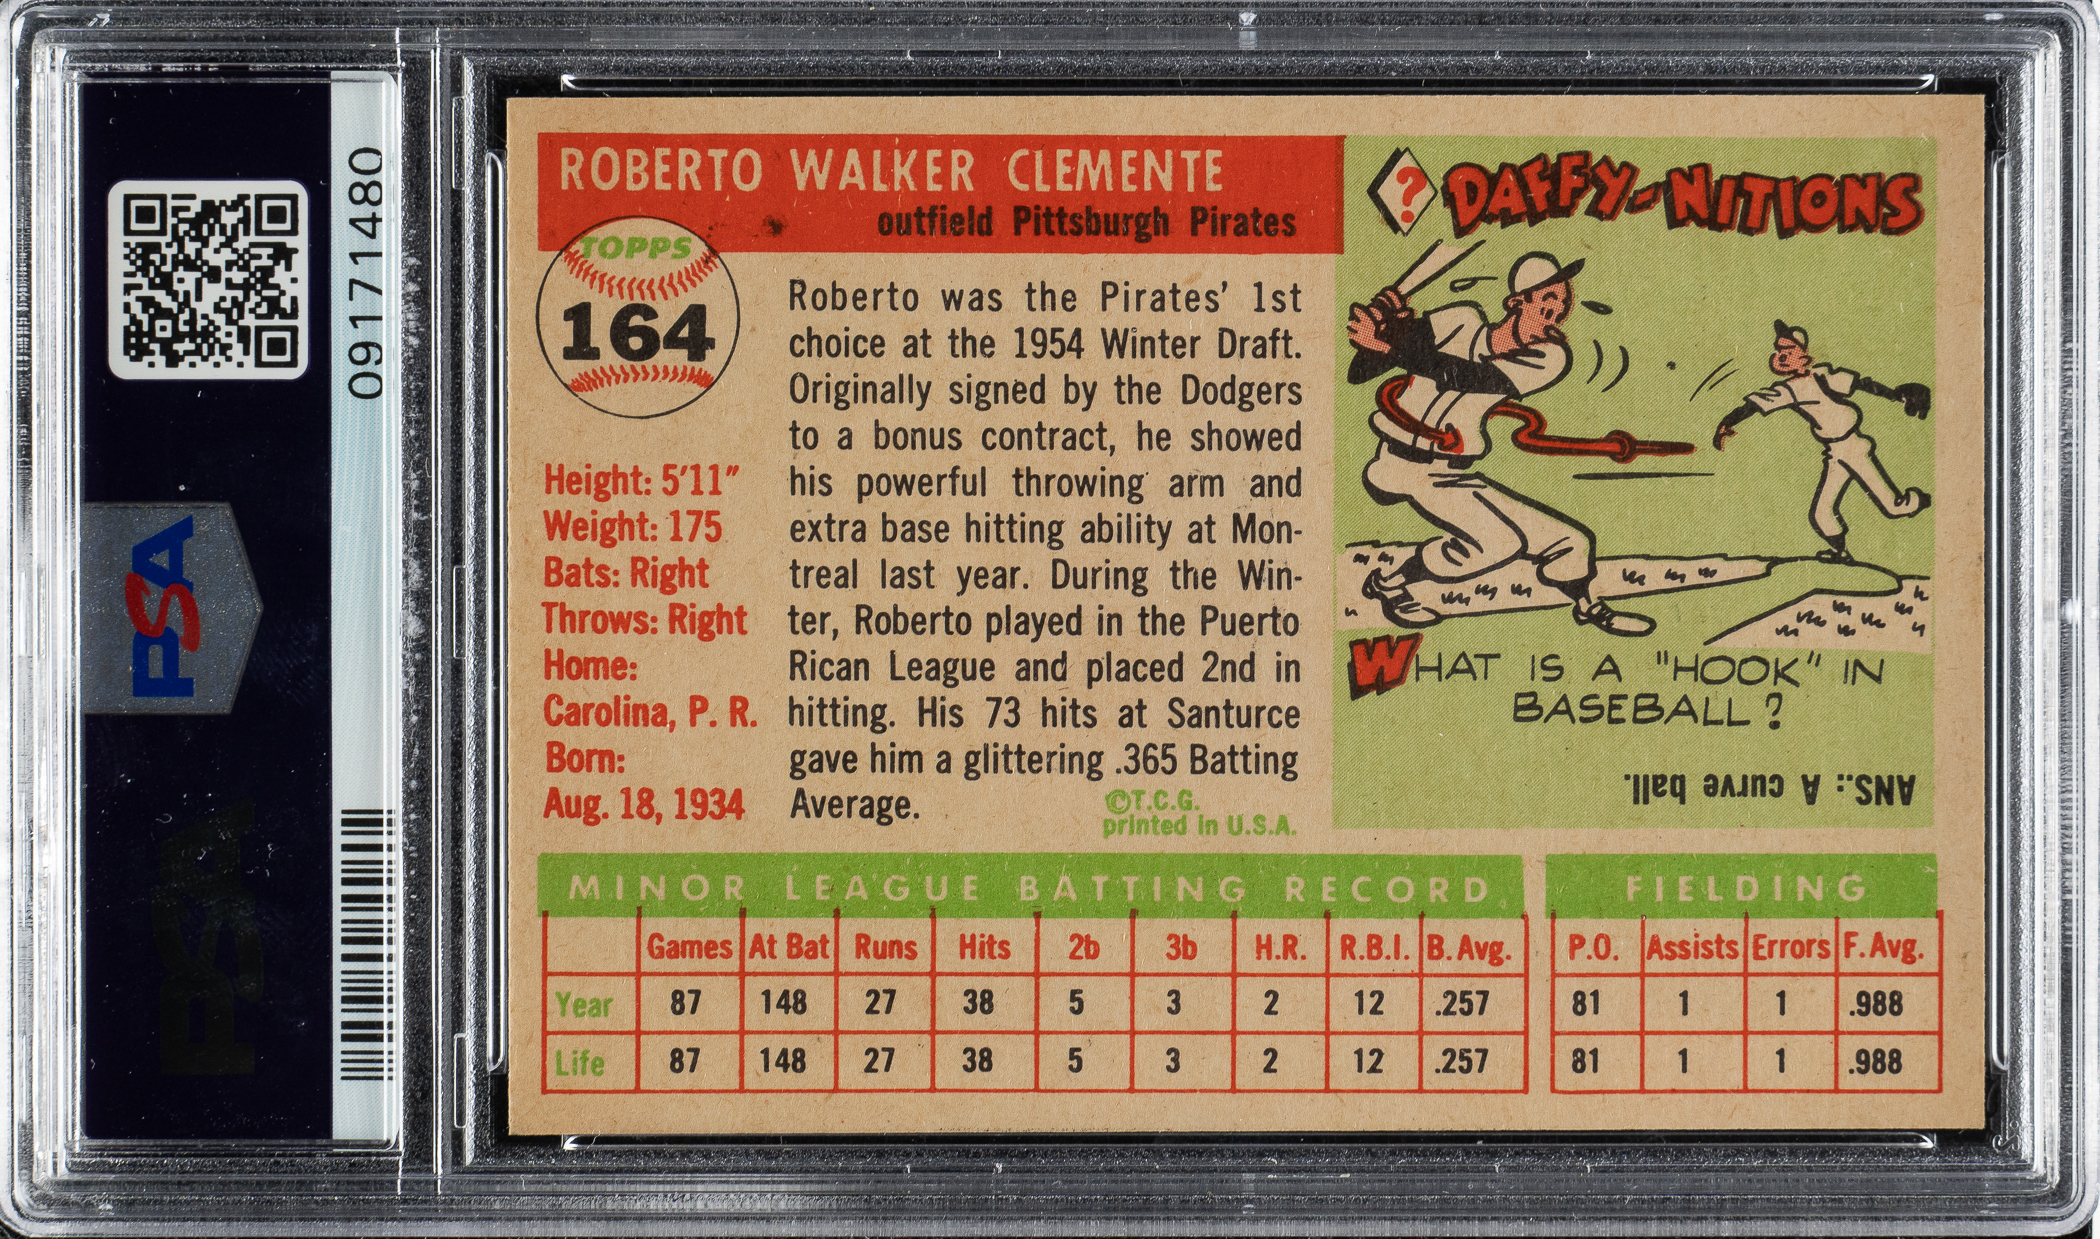 PSA
09171480
PSA
ROBERTO WALKER CLEMENTE
outfield Pittsburgh Pirates
TOPPS
164
Height: 5'11"
Weight: 175
Bats: Right
Throws: Right
Home:
Carolina, P. R.
Born:
Aug. 18, 1934
Roberto was the Pirates' 1st
choice at the 1954 Winter Draft.
Originally signed by the Dodgers
to a bonus contract, he showed
his powerful throwing arm and
extra base hitting ability at Mon-
treal last year. During the Win-
ter, Roberto played in the Puerto
Rican League and placed 2nd in
hitting. His 73 hits at Santurce
gave him a glittering .365 Batting
Average.
©T.C.G.
printed in U.S.A.
? DAFFY-NITIONS
WHAT IS A "HOOK" IN
BASEBALL?
ANS.: A curve ball.
MINOR LEAGUE BATTING RECORD FIELDING
Games At Bat Runs Hits 2b 3b H.R. R.B.I. B. Avg. P.O. Assists Errors F. Avg.
Year 87 148 27 38 5 3 2 12 .257 81 1 1 .988
Life 87 148 27 38 5 3 2 12 .257 81 1 1 .988